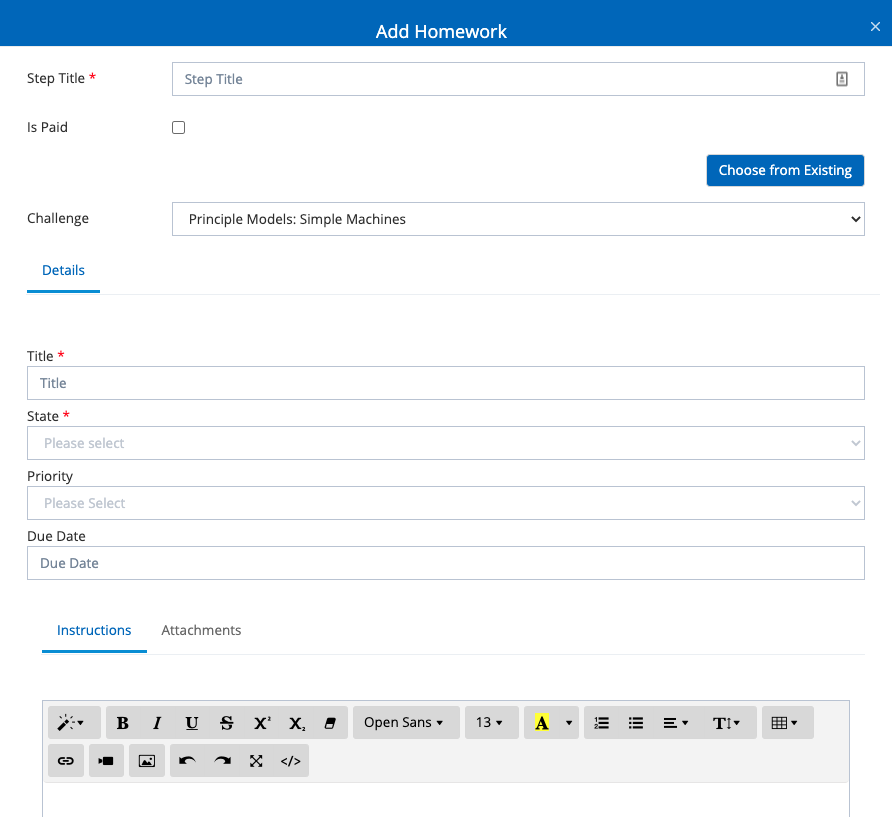 Add Homework ×
Step Title * Step Title
Is Paid
Choose from Existing
Challenge Principle Models: Simple Machines
Details
Title *
Title
State *
Please select
Priority
Please Select
Due Date
Due Date
Instructions Attachments
B I U S X² X₂ Open Sans 13 A T
</>